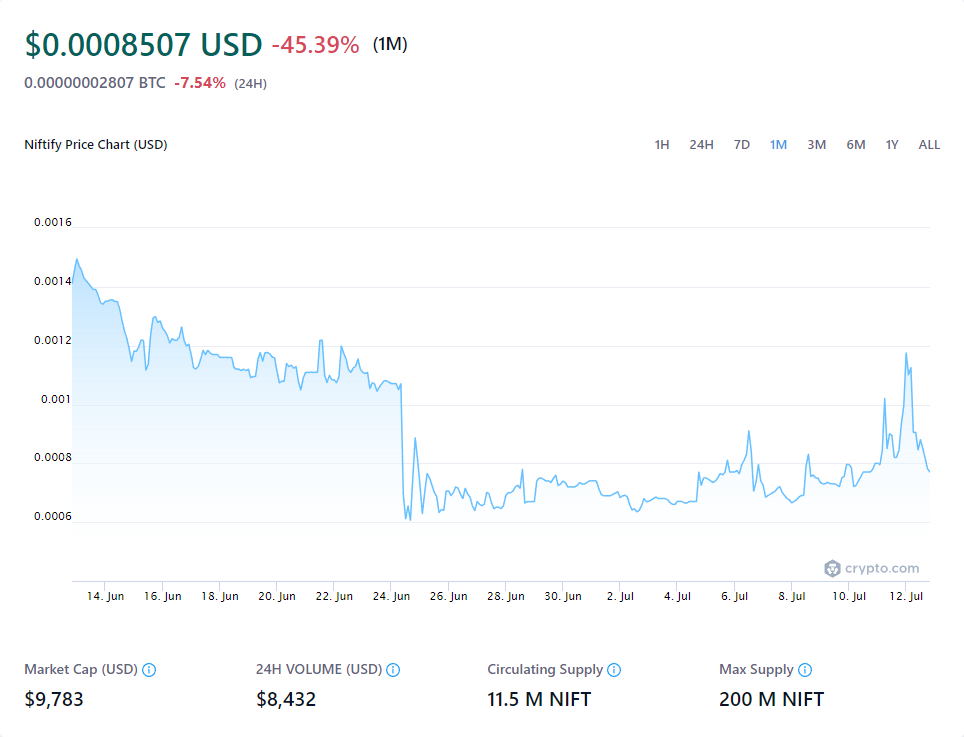 $0.0008507 USD -45.39% (1M)
0.00000002807 BTC -7.54% (24H)
Niftify Price Chart (USD) 1H 24H 7D 1M 3M 6M 1Y ALL
0.0016
0.0014
0.0012
0.001
0.0008
0.0006
crypto.com
14. Jun 16. Jun 18. Jun 20. Jun 22. Jun 24. Jun 26. Jun 28. Jun 30. Jun 2. Jul 4. Jul 6. Jul 8. Jul 10. Jul 12. Jul
Market Cap (USD) 24H VOLUME (USD) Circulating Supply Max Supply
$9,783 $8,432 11.5 M NIFT 200 M NIFT